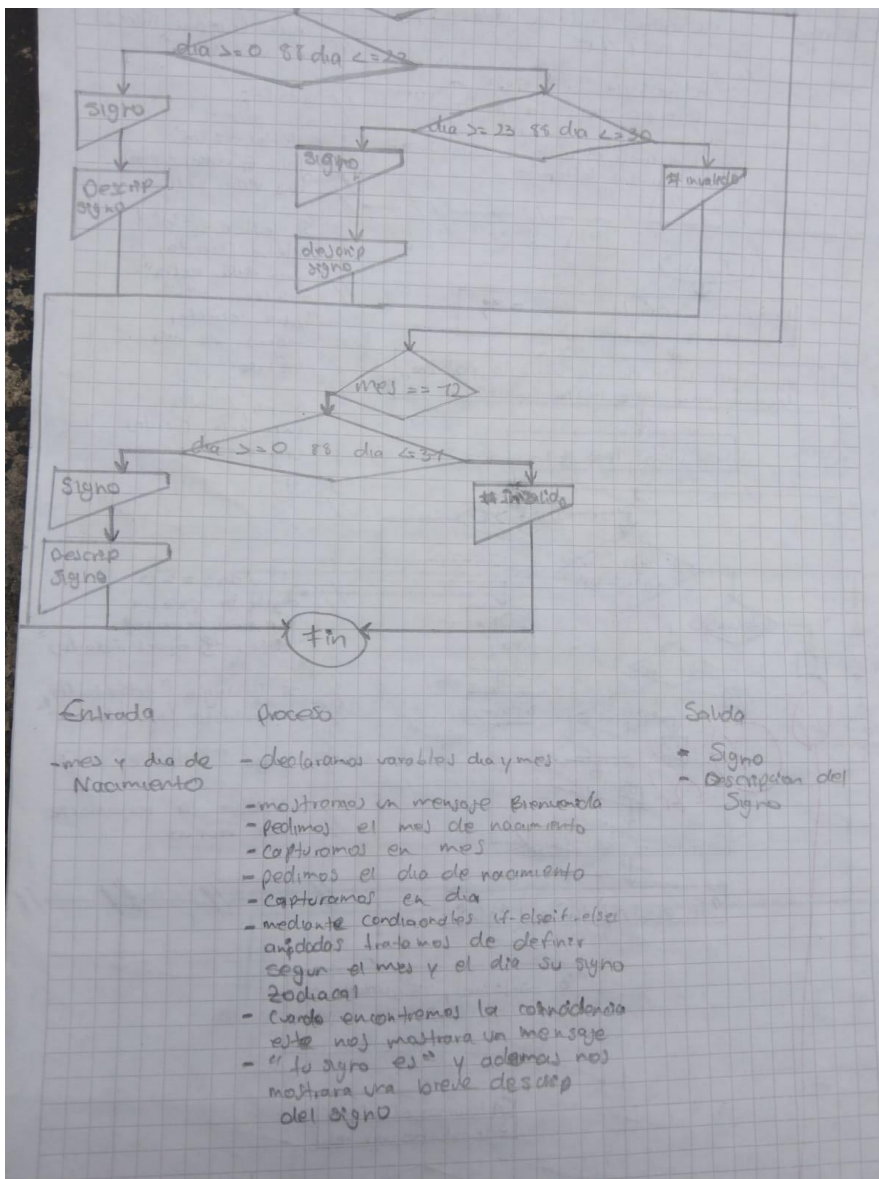 dia >= 0 && dia <= 22
Signo
dia >= 23 && dia <= 30
signo
# invalido
Descrip
signo
descrip
signo
mes == 12
dia >= 0 && dia <= 31
Signo
# Invalido
Descrip
Signo
Fin
Entrada
-mes y dia de
Nacimiento
Proceso
- declaramos variables dia y mes
- mostramos un mensaje Bienvenida
- pedimos el mes de nacimiento
- capturamos en mes
- pedimos el dia de nacimiento
- capturamos en dia
- mediante condicionales if-elseif-else
anidadas tratamos de definir
segun el mes y el dia su signo
zodiacal
- cuando encontremos la coincidencia
este nos mostrara un mensaje
- "tu signo es" y ademas nos
mostrara una breve descrip
del signo
Salida
- Signo
- Descripcion del
Signo